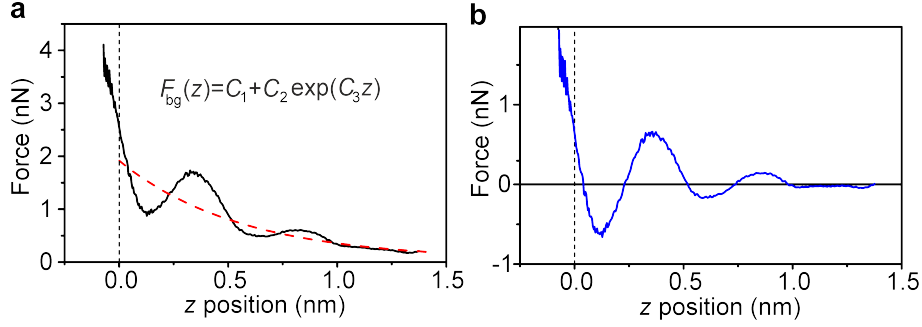 a
4
3
2
1
0
Force (nN)
F_bg(z)=C_1+C_2 exp(C_3z)
0.0 0.5 1.0 1.5
z position (nm)
b
1
0
-1
Force (nN)
0.0 0.5 1.0 1.5
z position (nm)